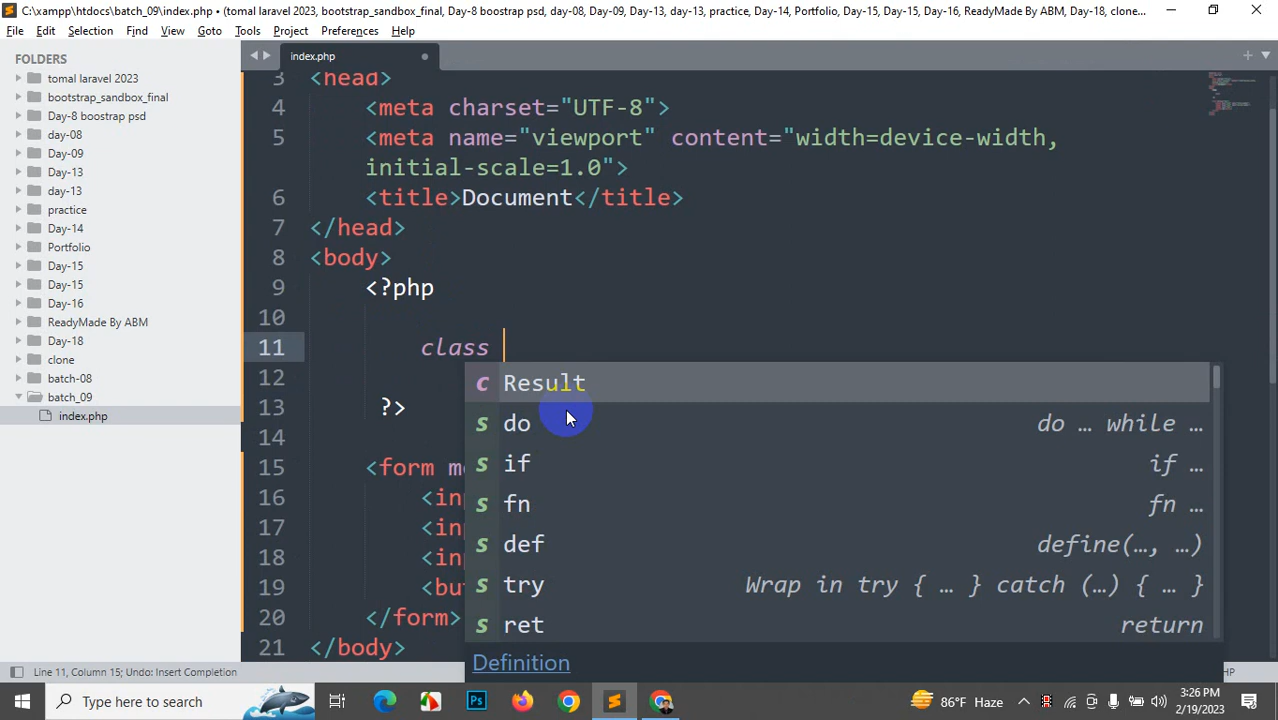 C:\xampp\htdocs\batch_09\index.php • (tomal laravel 2023, bootstrap_sandbox_final, Day-8 boostrap psd, day-08, Day-09, Day-13, day-13, practice, Day-14, Portfolio, Day-15, Day-15, Day-16, ReadyMade By ABM, Day-18, clone...
File Edit Selection Find View Goto Tools Project Preferences Help
FOLDERS
tomal laravel 2023
bootstrap_sandbox_final
Day-8 boostrap psd
day-08
Day-09
Day-13
day-13
practice
Day-14
Portfolio
Day-15
Day-15
Day-16
ReadyMade By ABM
Day-18
clone
batch-08
batch_09
index.php
index.php
3 <head>
4 <meta charset="UTF-8">
5 <meta name="viewport" content="width=device-width,
initial-scale=1.0">
6 <title>Document</title>
7 </head>
8 <body>
9 <?php
10
11 class
12
13 ?>
14
15 <form me
16 <inp
17 <inp
18 <inp
19 <but
20 </form>
21 </body>
c Result
s do do … while …
s if if …
s fn fn …
s def define(…, …)
s try Wrap in try { … } catch (…) { … }
s ret return
Definition
Line 11, Column 15; Undo: Insert Completion
HP
Type here to search
Ps
86°F Haze
3:26 PM
2/19/2023